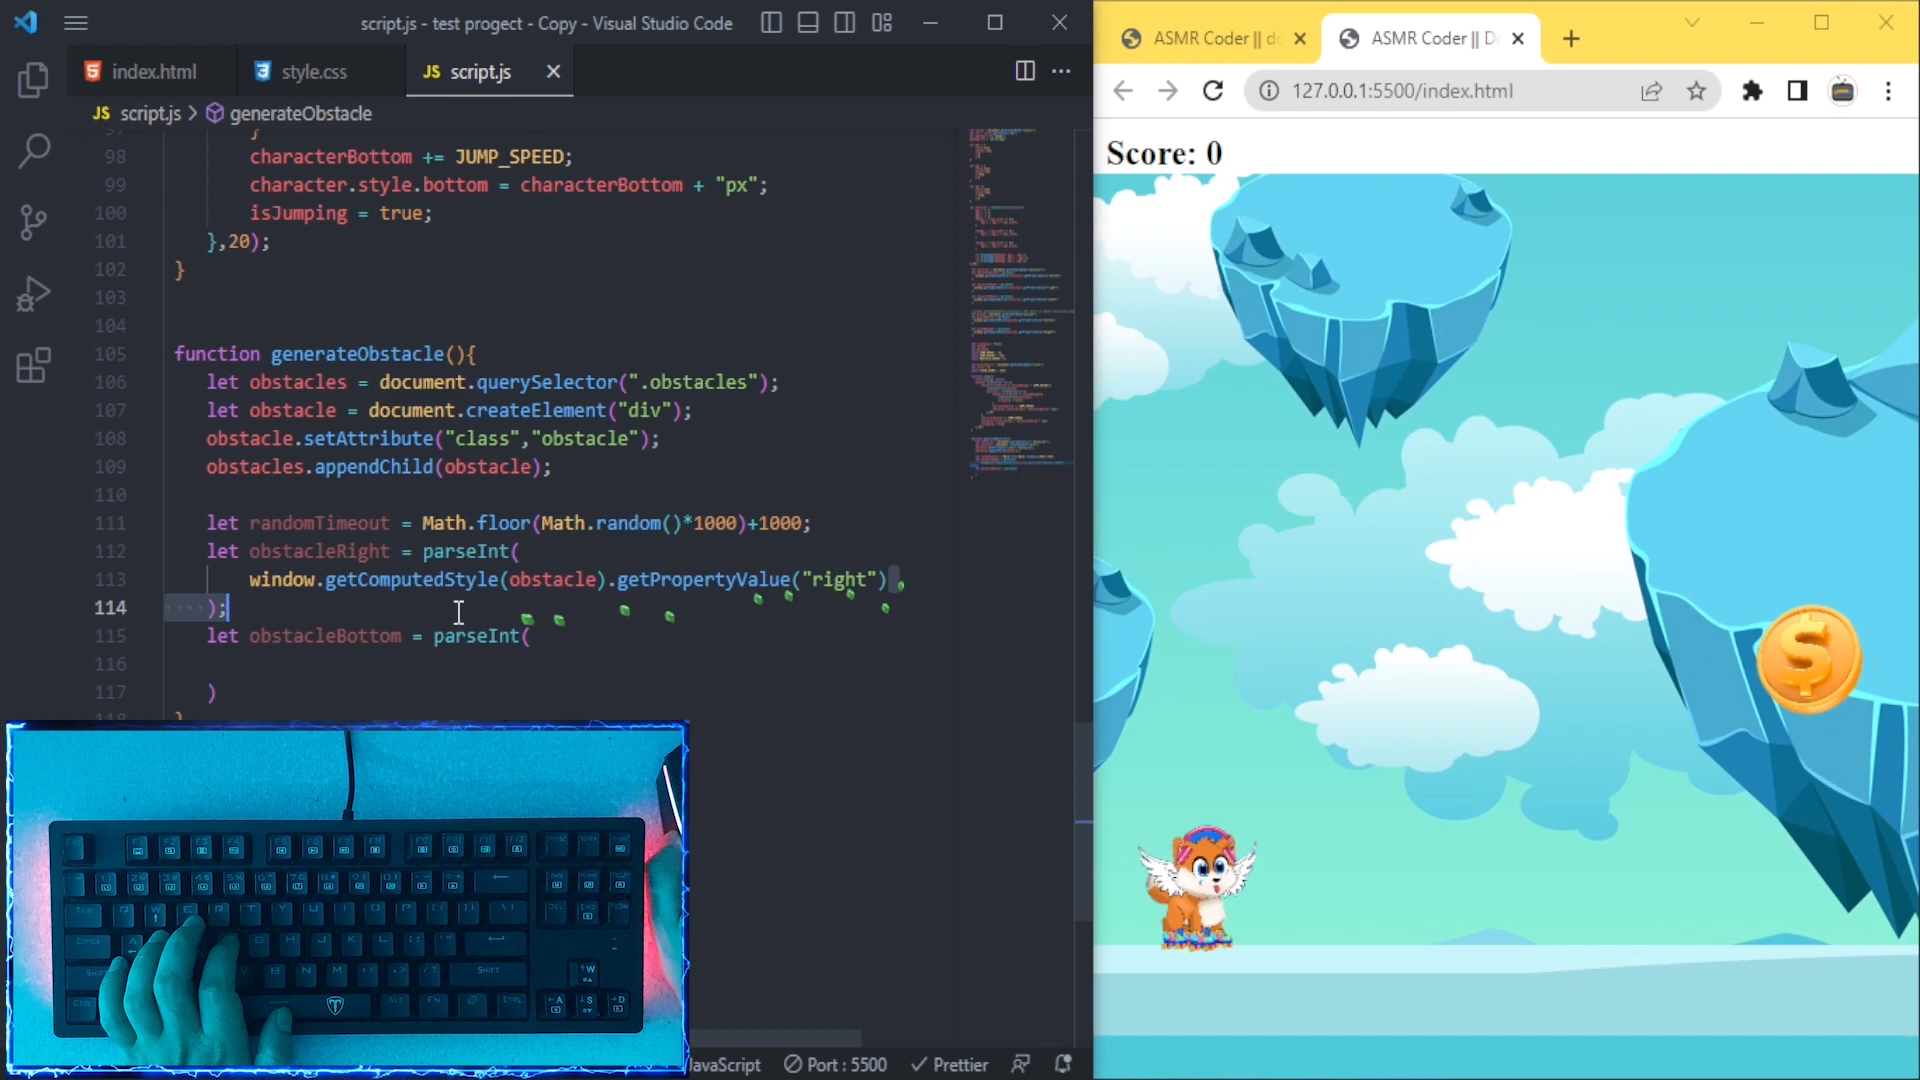 script.js - test progect - Copy - Visual Studio Code
index.html
style.css
JS script.js
JS script.js > generateObstacle
97 }
98 characterBottom += JUMP_SPEED;
99 character.style.bottom = characterBottom + "px";
100 isJumping = true;
101 },20);
102 }
103
104
105 function generateObstacle(){
106 let obstacles = document.querySelector(".obstacles");
107 let obstacle = document.createElement("div");
108 obstacle.setAttribute("class","obstacle");
109 obstacles.appendChild(obstacle);
110
111 let randomTimeout = Math.floor(Math.random()*1000)+1000;
112 let obstacleRight = parseInt(
113 window.getComputedStyle(obstacle).getPropertyValue("right")
114 );
115 let obstacleBottom = parseInt(
116
117 )
118 }
JavaScript
Port : 5500
Prettier
ASMR Coder || do
ASMR Coder || Do
127.0.0.1:5500/index.html
Score: 0
$